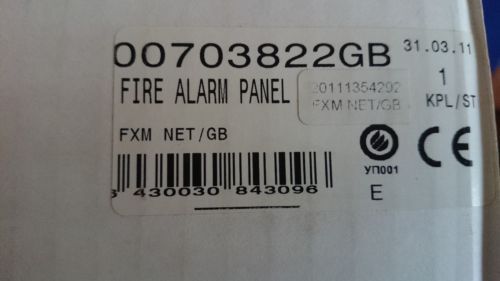 00703822GB
31.03.11
FIRE ALARM PANEL
20111354292
FXM NET/GB
1
KPL/ST
FXM NET/GB
УП001
CE
E
430030 843096